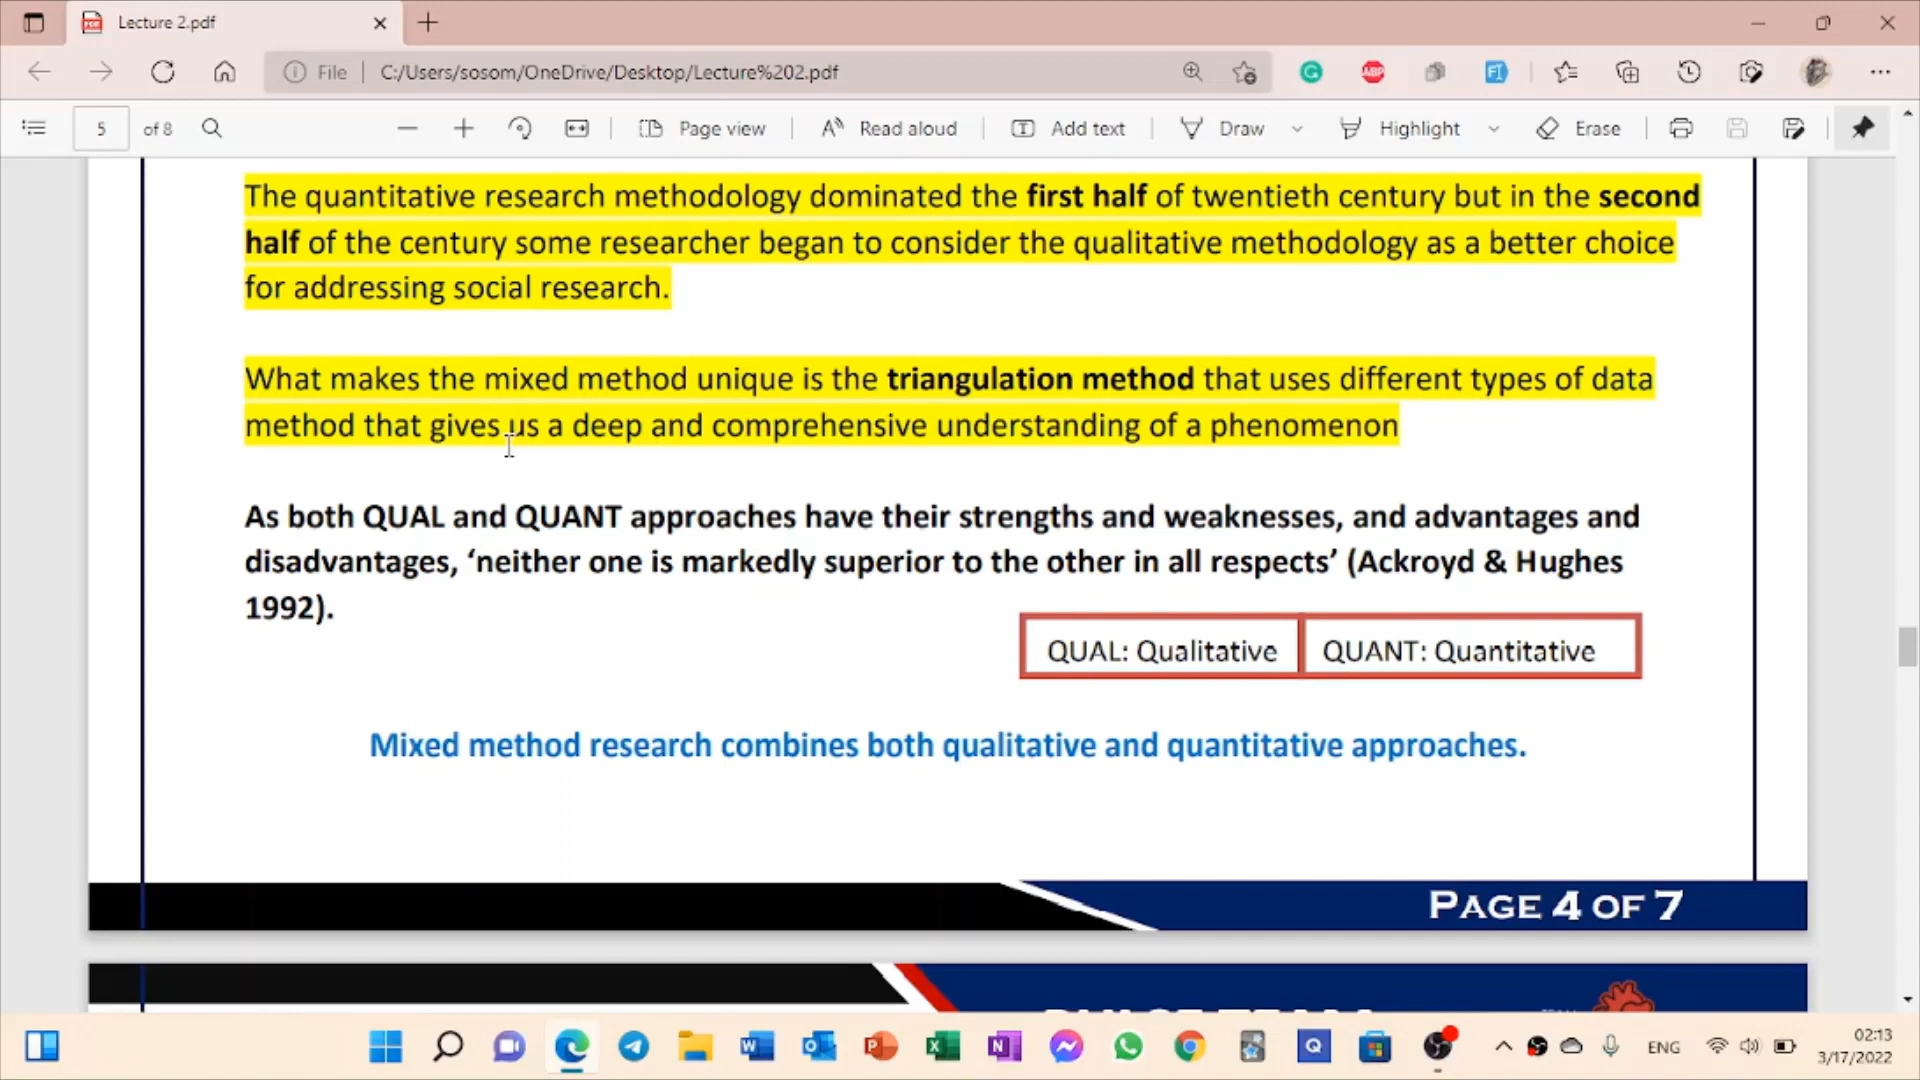 Lecture 2.pdf
File
C:/Users/sosom/OneDrive/Desktop/Lecture%202.pdf
ABP
5 of 8
Page view
Read aloud
Add text
Draw
Highlight
Erase
The quantitative research methodology dominated the first half of twentieth century but in the second
half of the century some researcher began to consider the qualitative methodology as a better choice
for addressing social research.
What makes the mixed method unique is the triangulation method that uses different types of data
method that gives us a deep and comprehensive understanding of a phenomenon
As both QUAL and QUANT approaches have their strengths and weaknesses, and advantages and
disadvantages, ‘neither one is markedly superior to the other in all respects’ (Ackroyd & Hughes
1992).
QUAL: Qualitative QUANT: Quantitative
Mixed method research combines both qualitative and quantitative approaches.
PAGE 4 OF 7
ENG
02:13
3/17/2022